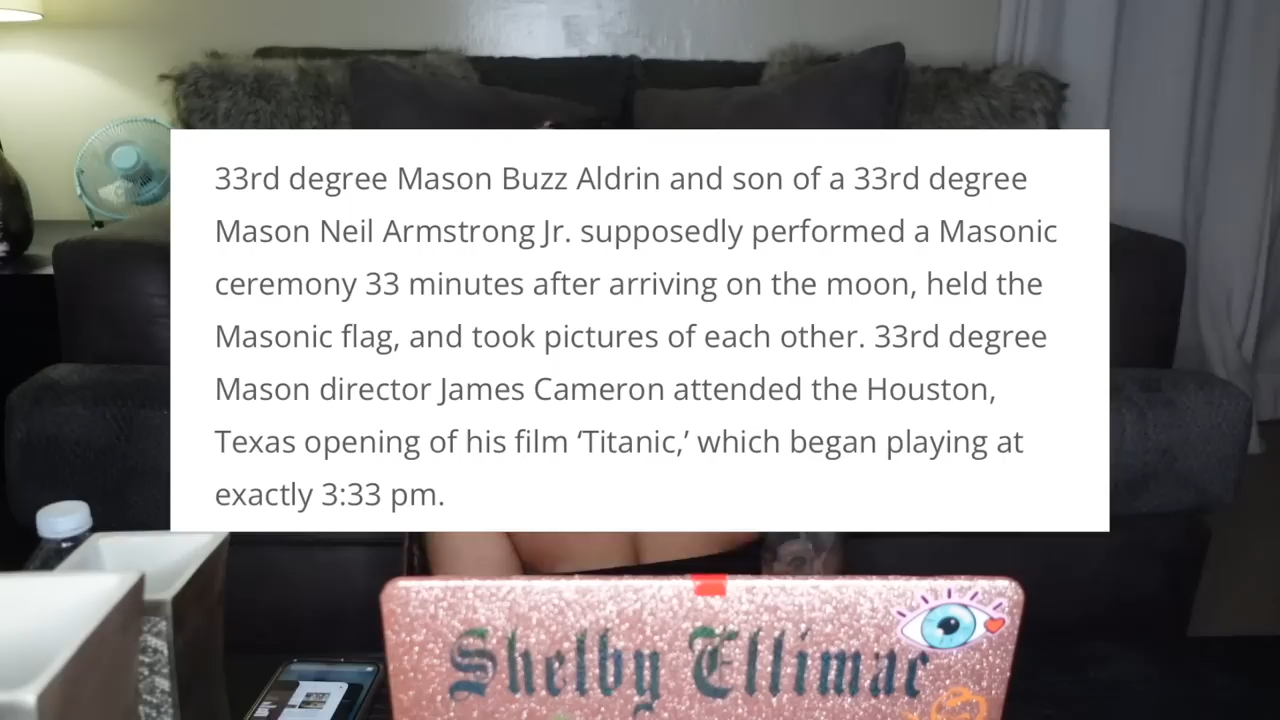 33rd degree Mason Buzz Aldrin and son of a 33rd degree
Mason Neil Armstrong Jr. supposedly performed a Masonic
ceremony 33 minutes after arriving on the moon, held the
Masonic flag, and took pictures of each other. 33rd degree
Mason director James Cameron attended the Houston,
Texas opening of his film ‘Titanic,’ which began playing at
exactly 3:33 pm.
Shelby Ellimac